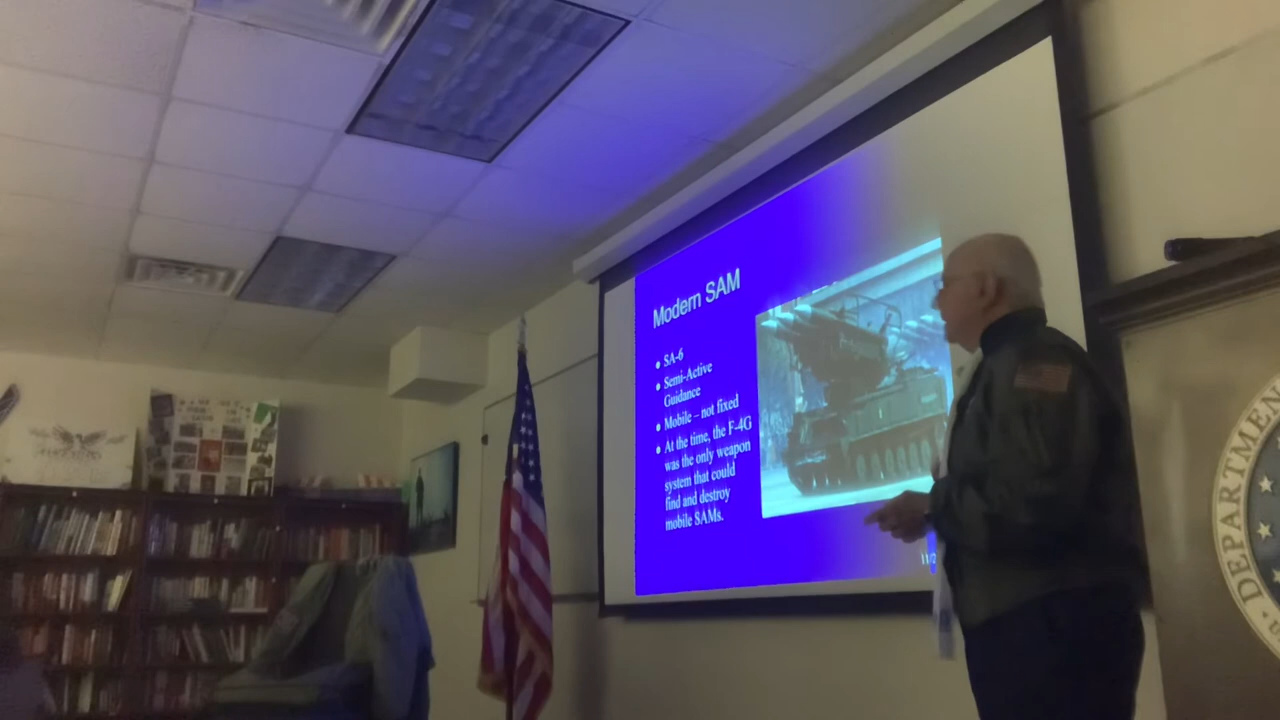 Modern SAM
• SA-6
• Semi-Active
Guidance
• Mobile – not fixed
• At the time, the F-4G
was the only weapon
system that could
find and destroy
mobile SAMs.
DEPARTMEN